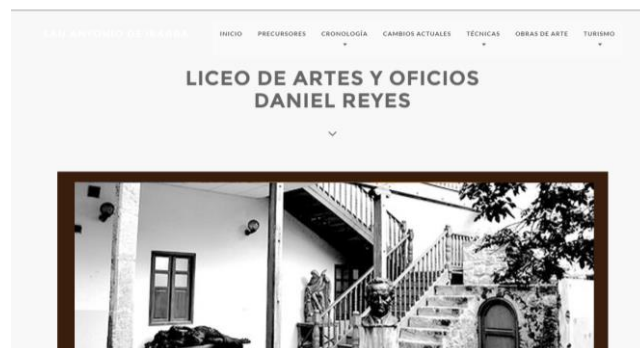 SAN ANTONIO DE IBARRA
INICIO PRECURSORES CRONOLOGÍA CAMBIOS ACTUALES TÉCNICAS OBRAS DE ARTE TURISMO
LICEO DE ARTES Y OFICIOS
DANIEL REYES